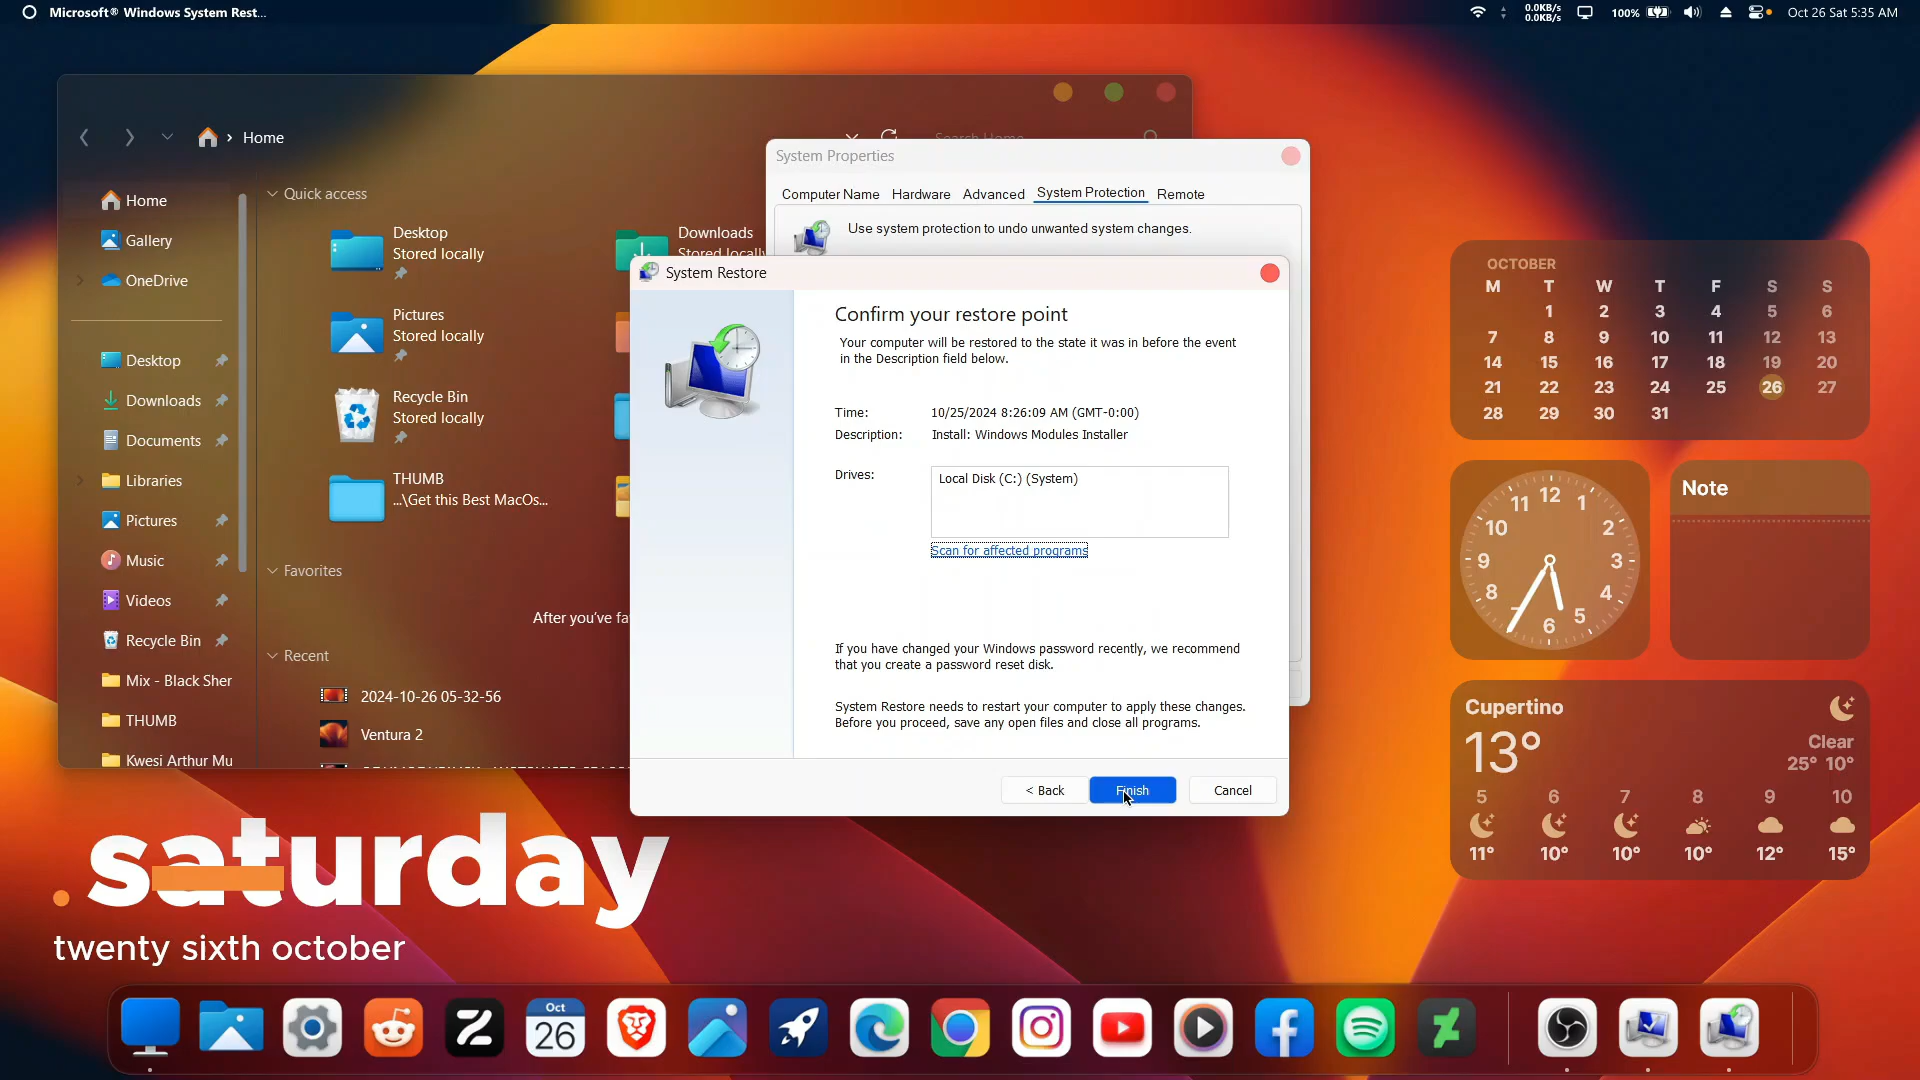 Microsoft® Windows System Rest...
0.0KB/s
0.0KB/s
100%
Oct 26 Sat 5:35 AM
Home
Search Home
Home
Gallery
OneDrive
Desktop
Downloads
Documents
Libraries
Pictures
Music
Videos
Recycle Bin
Mix - Black Sher
THUMB
Kwesi Arthur Mu
Quick access
Desktop
Stored locally
Downloads
Stored locally
Pictures
Stored locally
Recycle Bin
Stored locally
THUMB
...\Get this Best MacOs...
Favorites
After you've fa
Recent
2024-10-26 05-32-56
Ventura 2
System Properties
Computer Name Hardware Advanced System Protection Remote
Use system protection to undo unwanted system changes.
System Restore
Confirm your restore point
Your computer will be restored to the state it was in before the event
in the Description field below.
Time: 10/25/2024 8:26:09 AM (GMT-0:00)
Description: Install: Windows Modules Installer
Drives: Local Disk (C:) (System)
Scan for affected programs
If you have changed your Windows password recently, we recommend
that you create a password reset disk.
System Restore needs to restart your computer to apply these changes.
Before you proceed, save any open files and close all programs.
< Back Finish Cancel
OCTOBER
M T W T F S S
1 2 3 4 5 6
7 8 9 10 11 12 13
14 15 16 17 18 19 20
21 22 23 24 25 26 27
28 29 30 31
12 1 2 3 4 5 6 7 8 9 10 11
Note
Cupertino
13°
Clear
25° 10°
5 6 7 8 9 10
11° 10° 10° 10° 12° 15°
. saturday
twenty sixth october
Oct
26